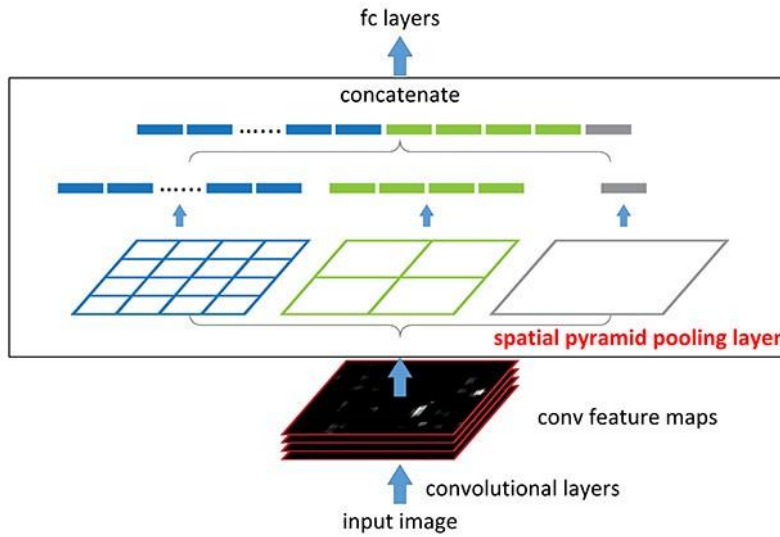 fc layers
concatenate
spatial pyramid pooling layer
conv feature maps
convolutional layers
input image